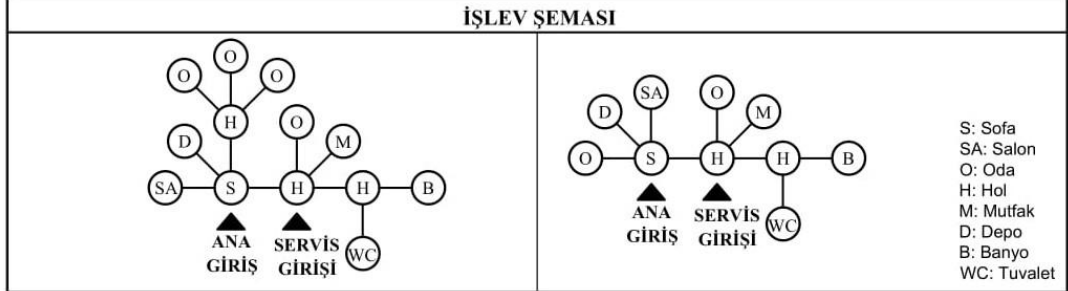 İŞLEV ŞEMASI
O
O
O
H
D
O
M
SA
S
H
H
B
WC
ANA
GİRİŞ
SERVİS
GİRİŞİ
SA
O
D
M
O
S
H
H
B
WC
ANA
GİRİŞ
SERVİS
GİRİŞİ
S: Sofa
SA: Salon
O: Oda
H: Hol
M: Mutfak
D: Depo
B: Banyo
WC: Tuvalet